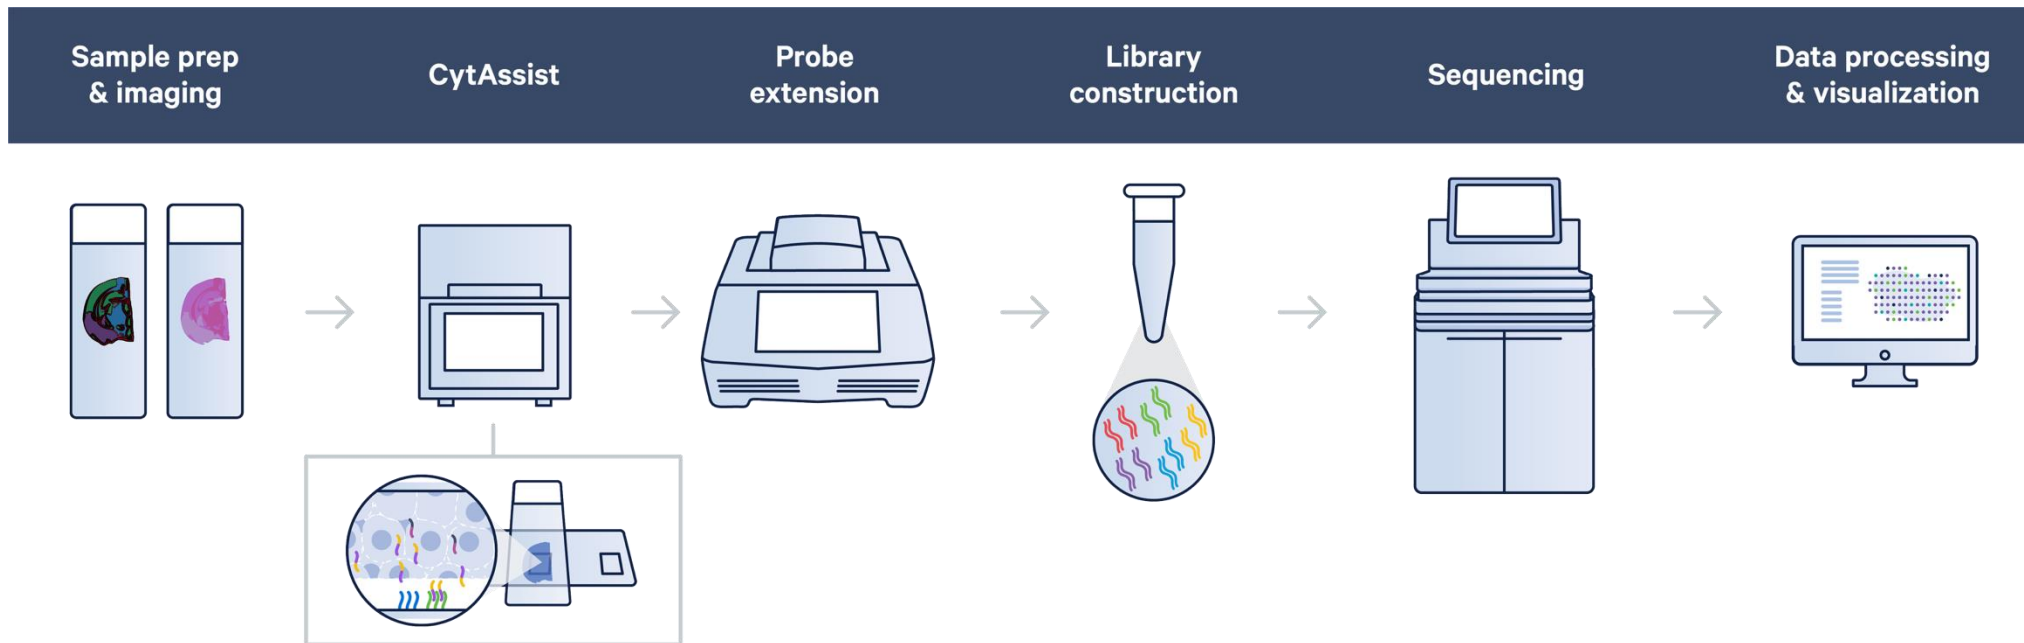 Sample prep
& imaging
CytAssist
Probe
extension
Library
construction
Sequencing
Data processing
& visualization